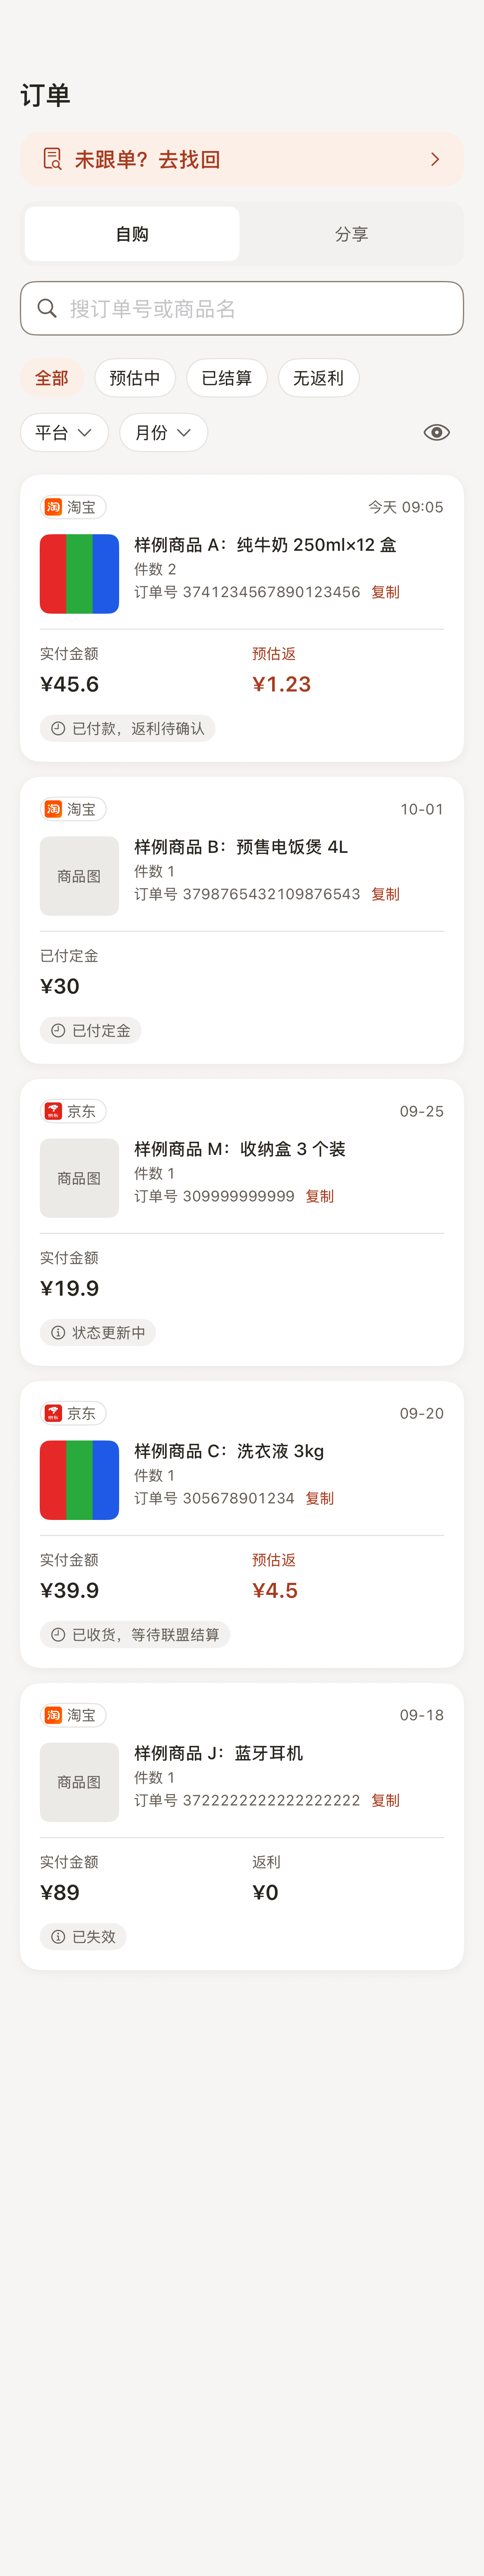 订单
未跟单？去找回
自购 分享
搜订单号或商品名
全部 预估中 已结算 无返利
平台 月份
淘 淘宝 今天 09:05
样例商品 A：纯牛奶 250ml×12 盒
件数 2
订单号 3741234567890123456 复制
实付金额 预估返
¥45.6 ¥1.23
已付款，返利待确认
淘 淘宝 10-01
样例商品 B：预售电饭煲 4L
商品图
件数 1
订单号 3798765432109876543 复制
已付定金
¥30
已付定金
京东 09-25
样例商品 M：收纳盒 3 个装
商品图
件数 1
订单号 309999999999 复制
实付金额
¥19.9
状态更新中
京东 09-20
样例商品 C：洗衣液 3kg
件数 1
订单号 305678901234 复制
实付金额 预估返
¥39.9 ¥4.5
已收货，等待联盟结算
淘 淘宝 09-18
样例商品 J：蓝牙耳机
商品图
件数 1
订单号 3722222222222222222 复制
实付金额 返利
¥89 ¥0
已失效